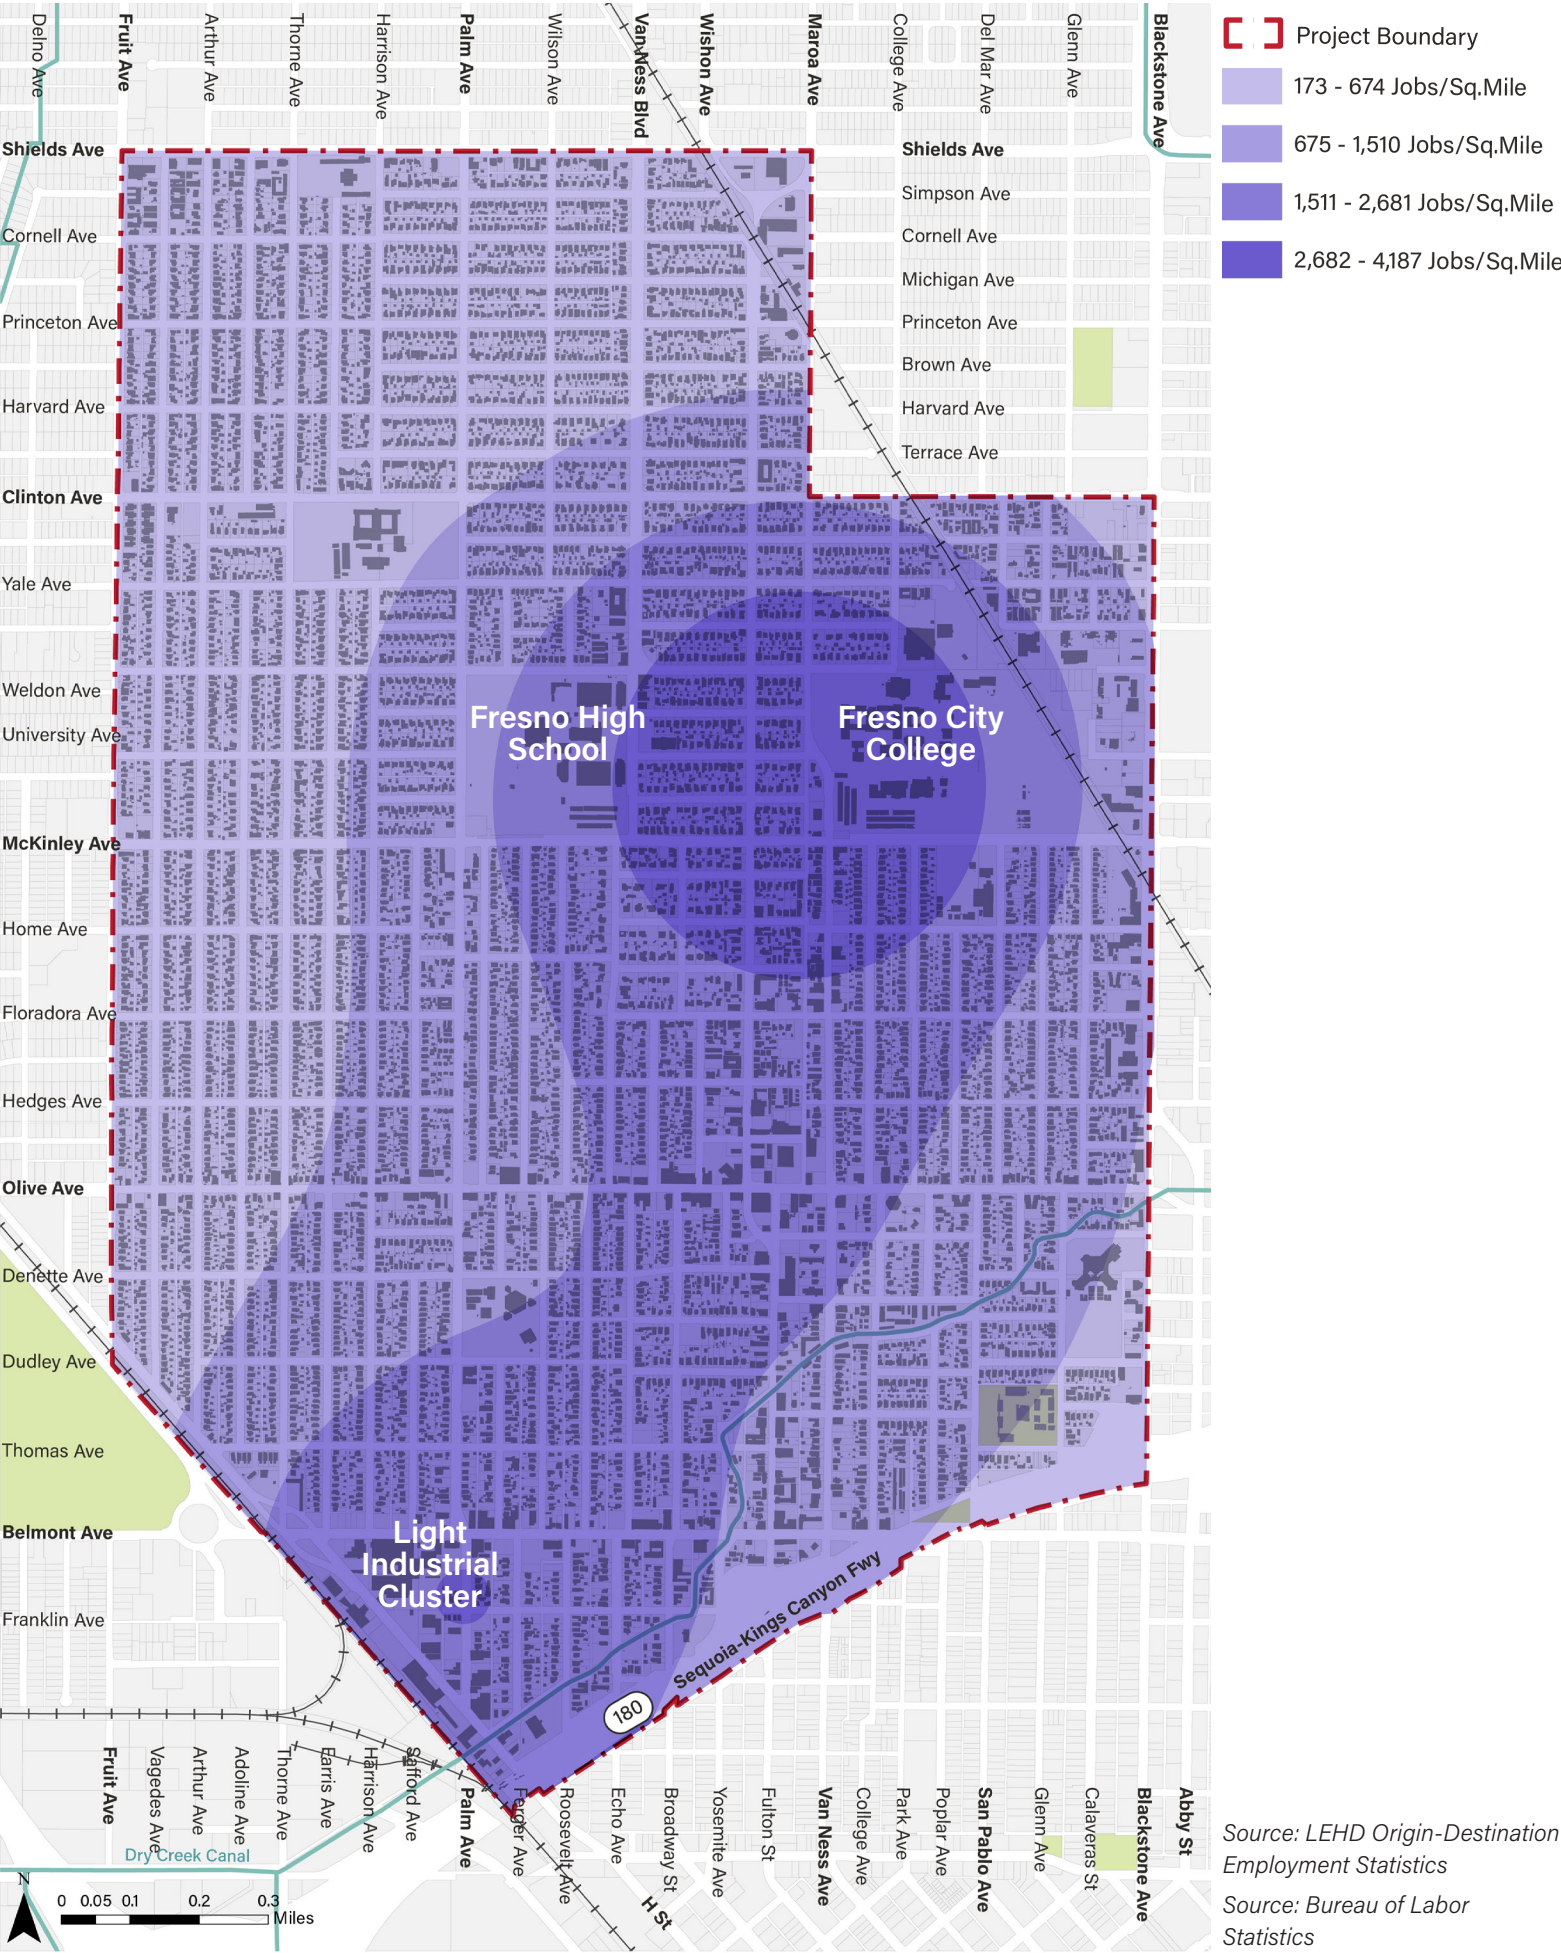 Delno Ave
Fruit Ave
Arthur Ave
Thorne Ave
Harrison Ave
Palm Ave
Wilson Ave
Van Ness Blvd
Wishon Ave
Maroa Ave
College Ave
Del Mar Ave
Glenn Ave
Blackstone Ave
Project Boundary
173 - 674 Jobs/Sq.Mile
675 - 1,510 Jobs/Sq.Mile
1,511 - 2,681 Jobs/Sq.Mile
2,682 - 4,187 Jobs/Sq.Mile
Shields Ave
Cornell Ave
Princeton Ave
Harvard Ave
Clinton Ave
Yale Ave
Weldon Ave
University Ave
McKinley Ave
Home Ave
Floradora Ave
Hedges Ave
Olive Ave
Denette Ave
Dudley Ave
Thomas Ave
Belmont Ave
Franklin Ave
Shields Ave
Simpson Ave
Cornell Ave
Michigan Ave
Princeton Ave
Brown Ave
Harvard Ave
Terrace Ave
Fresno High
School
Fresno City
College
Light
Industrial
Cluster
Sequoia-Kings Canyon Fwy
180
Fruit Ave
Vagedes Ave
Arthur Ave
Adoline Ave
Thorne Ave
Farris Ave
Harrison Ave
Safford Ave
Palm Ave
Ferger Ave
Roosevelt Ave
Echo Ave
Broadway St
Yosemite Ave
Fulton St
Van Ness Ave
College Ave
Park Ave
Poplar Ave
San Pablo Ave
Glenn Ave
Calaveras St
Blackstone Ave
Abby St
H St
Dry Creek Canal
N
0 0.05 0.1 0.2 0.3
Miles
Source: LEHD Origin-Destination
Employment Statistics
Source: Bureau of Labor
Statistics